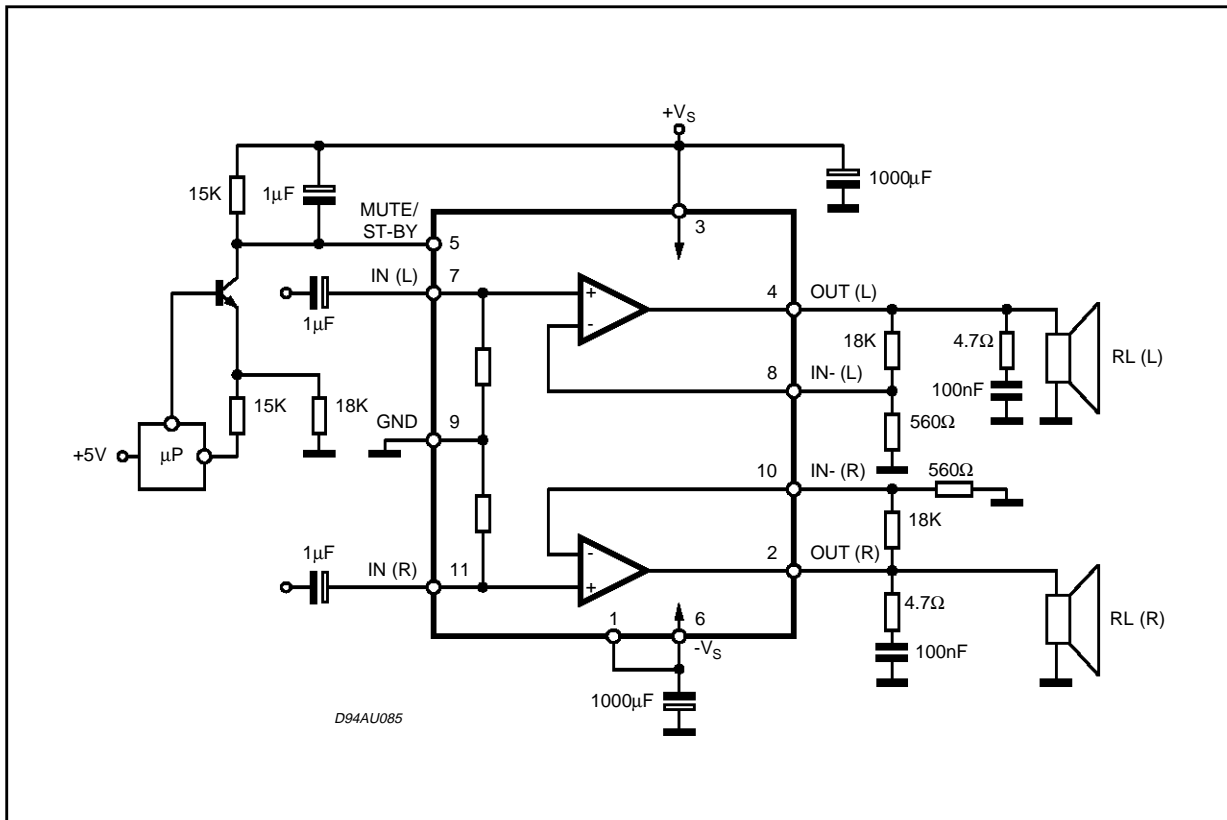 +VS
15K
1µF
1000µF
MUTE/
ST-BY
5
3
IN (L)
7
1µF
4
OUT (L)
18K
4.7Ω
RL (L)
8
IN- (L)
100nF
15K
18K
GND
9
560Ω
+5V
µP
10
IN- (R)
560Ω
18K
1µF
IN (R)
11
2
OUT (R)
4.7Ω
RL (R)
1
6
-VS
100nF
1000µF
D94AU085
+
-
-
+